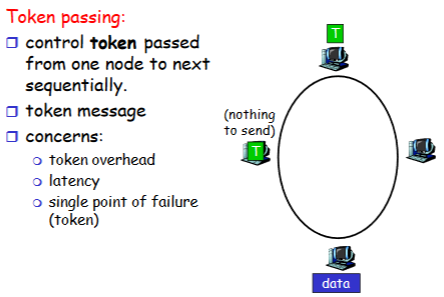 Token passing:
control token passed
from one node to next
sequentially.
token message
concerns:
token overhead
latency
single point of failure
(token)
T
(nothing
to send)
T
data